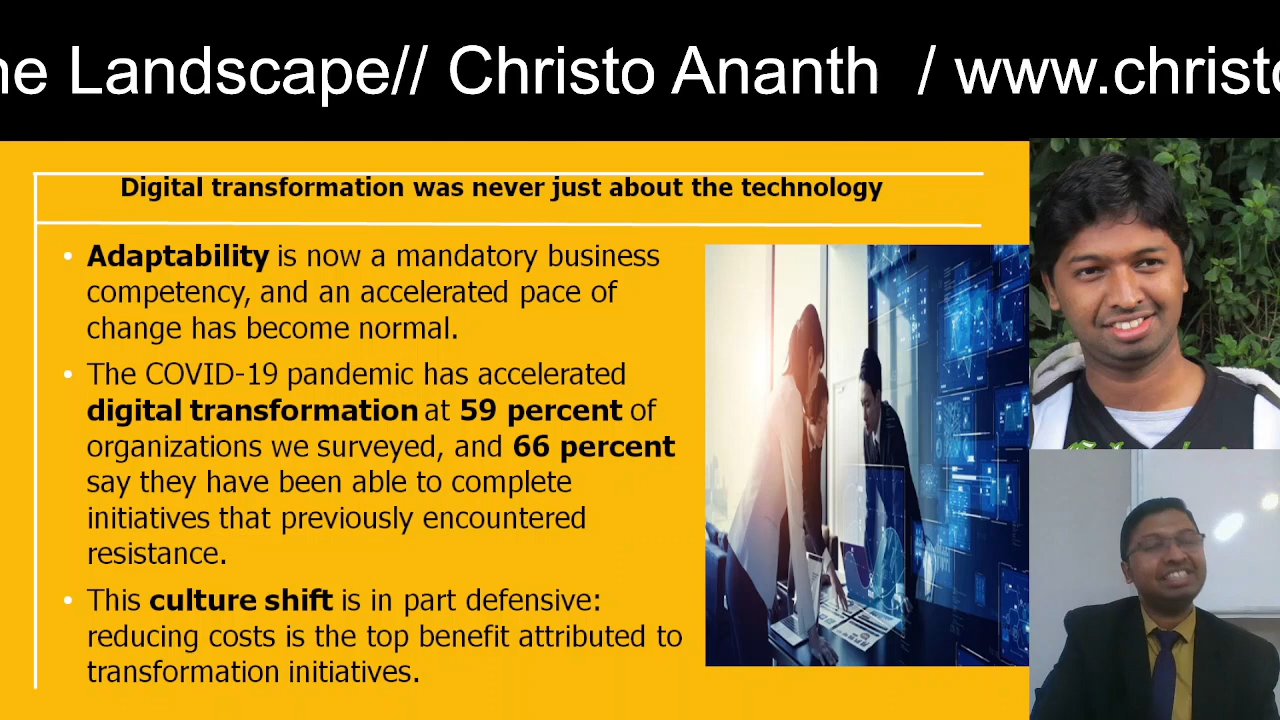 ne Landscape// Christo Ananth / www.christo
Digital transformation was never just about the technology
• Adaptability is now a mandatory business
competency, and an accelerated pace of
change has become normal.
• The COVID-19 pandemic has accelerated
digital transformation at 59 percent of
organizations we surveyed, and 66 percent
say they have been able to complete
initiatives that previously encountered
resistance.
• This culture shift is in part defensive:
reducing costs is the top benefit attributed to
transformation initiatives.